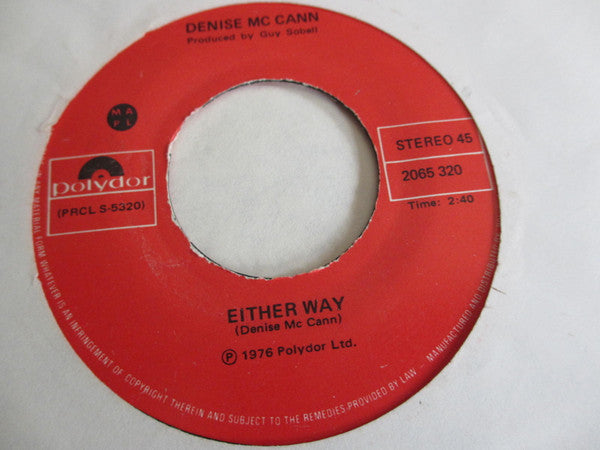 DENISE MC CANN
Produced by Guy Sobell
M A
P L
polydor
(PRCL S-5320)
STEREO 45
2065 320
Time: 2:40
EITHER WAY
(Denise Mc Cann)
℗ 1976 Polydor Ltd.
ANY MATERIAL FORM WHATEVER IS AN INFRINGEMENT OF COPYRIGHT THEREIN AND SUBJECT TO THE REMEDIES PROVIDED BY LAW — MANUFACTURED AND DISTRIBUTED